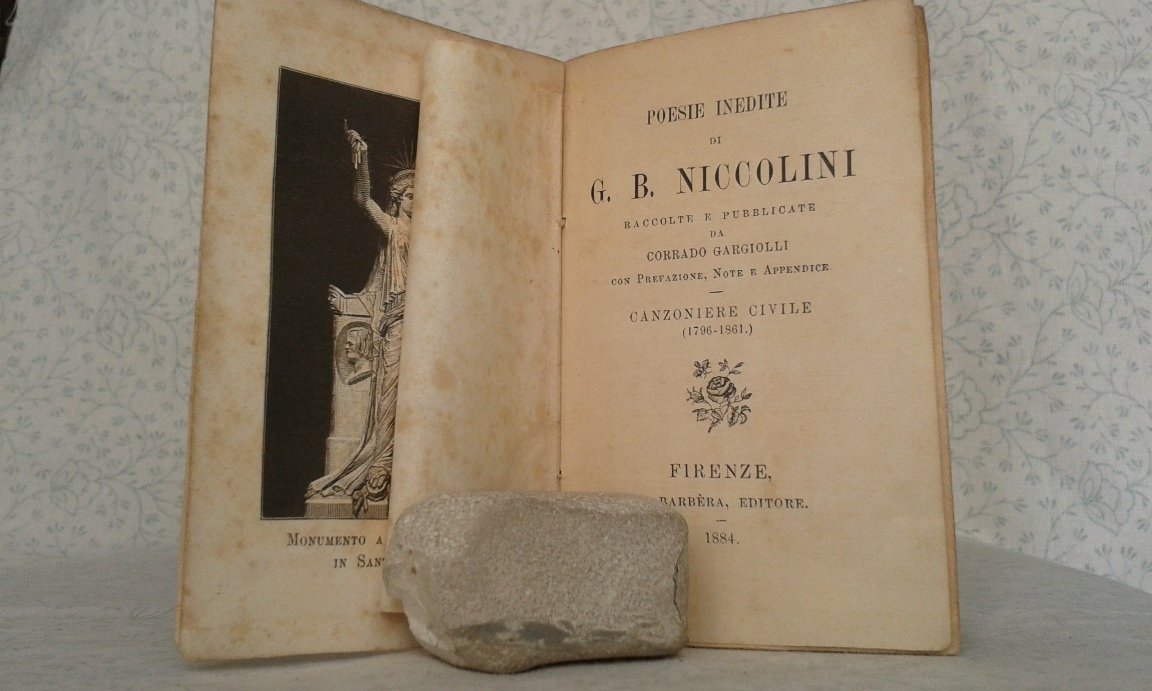 MONUMENTO A
IN SAN
POESIE INEDITE
DI
G. B. NICCOLINI
RACCOLTE E PUBBLICATE
DA
CORRADO GARGIOLLI
CON PREFAZIONE, NOTE E APPENDICE
CANZONIERE CIVILE
(1796-1861.)
FIRENZE,
BARBÈRA, EDITORE.
1884.